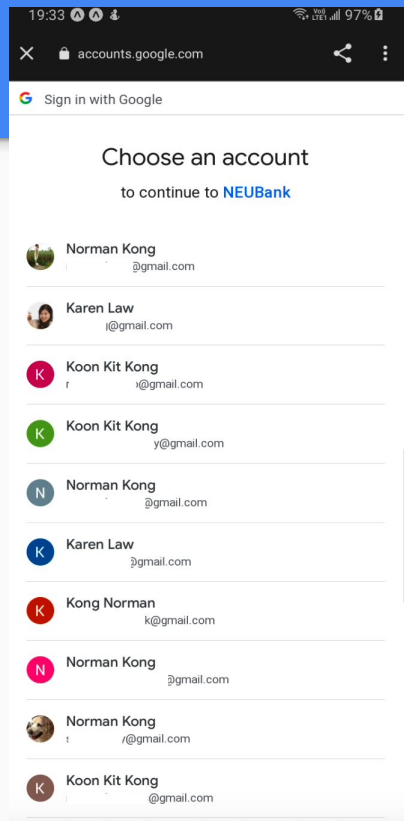 19:33 97%
accounts.google.com
G Sign in with Google
Choose an account
to continue to NEUBank
Norman Kong
@gmail.com
Karen Law
@gmail.com
K Koon Kit Kong
@gmail.com
K Koon Kit Kong
y@gmail.com
N Norman Kong
@gmail.com
K Karen Law
@gmail.com
K Kong Norman
k@gmail.com
N Norman Kong
@gmail.com
Norman Kong
y@gmail.com
K Koon Kit Kong
@gmail.com